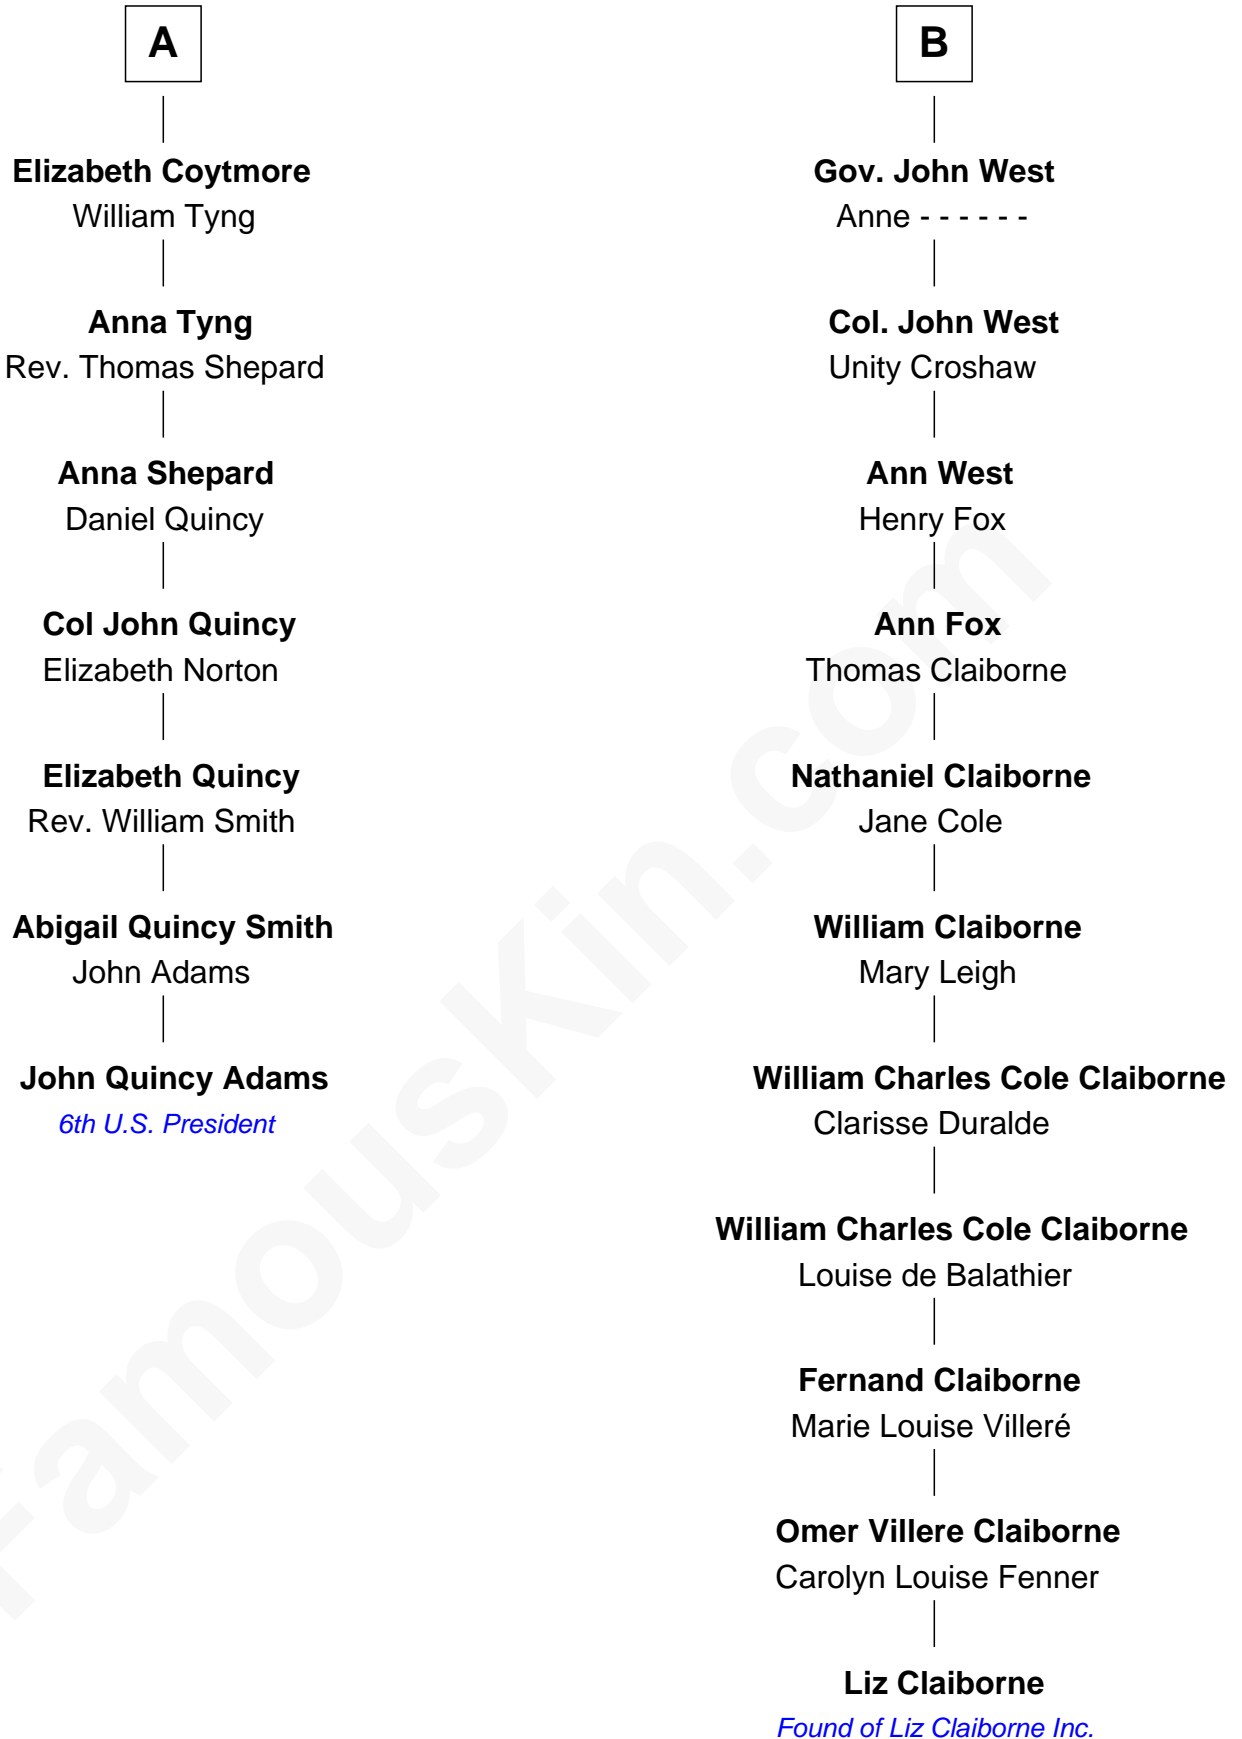 A
Elizabeth Coytmore
William Tyng
Anna Tyng
Rev. Thomas Shepard
Anna Shepard
Daniel Quincy
Col John Quincy
Elizabeth Norton
Elizabeth Quincy
Rev. William Smith
Abigail Quincy Smith
John Adams
John Quincy Adams
6th U.S. President
B
Gov. John West
Anne - - - - - -
Col. John West
Unity Croshaw
Ann West
Henry Fox
Ann Fox
Thomas Claiborne
Nathaniel Claiborne
Jane Cole
William Claiborne
Mary Leigh
William Charles Cole Claiborne
Clarisse Duralde
William Charles Cole Claiborne
Louise de Balathier
Fernand Claiborne
Marie Louise Villeré
Omer Villere Claiborne
Carolyn Louise Fenner
Liz Claiborne
Found of Liz Claiborne Inc.
FamousKin.com